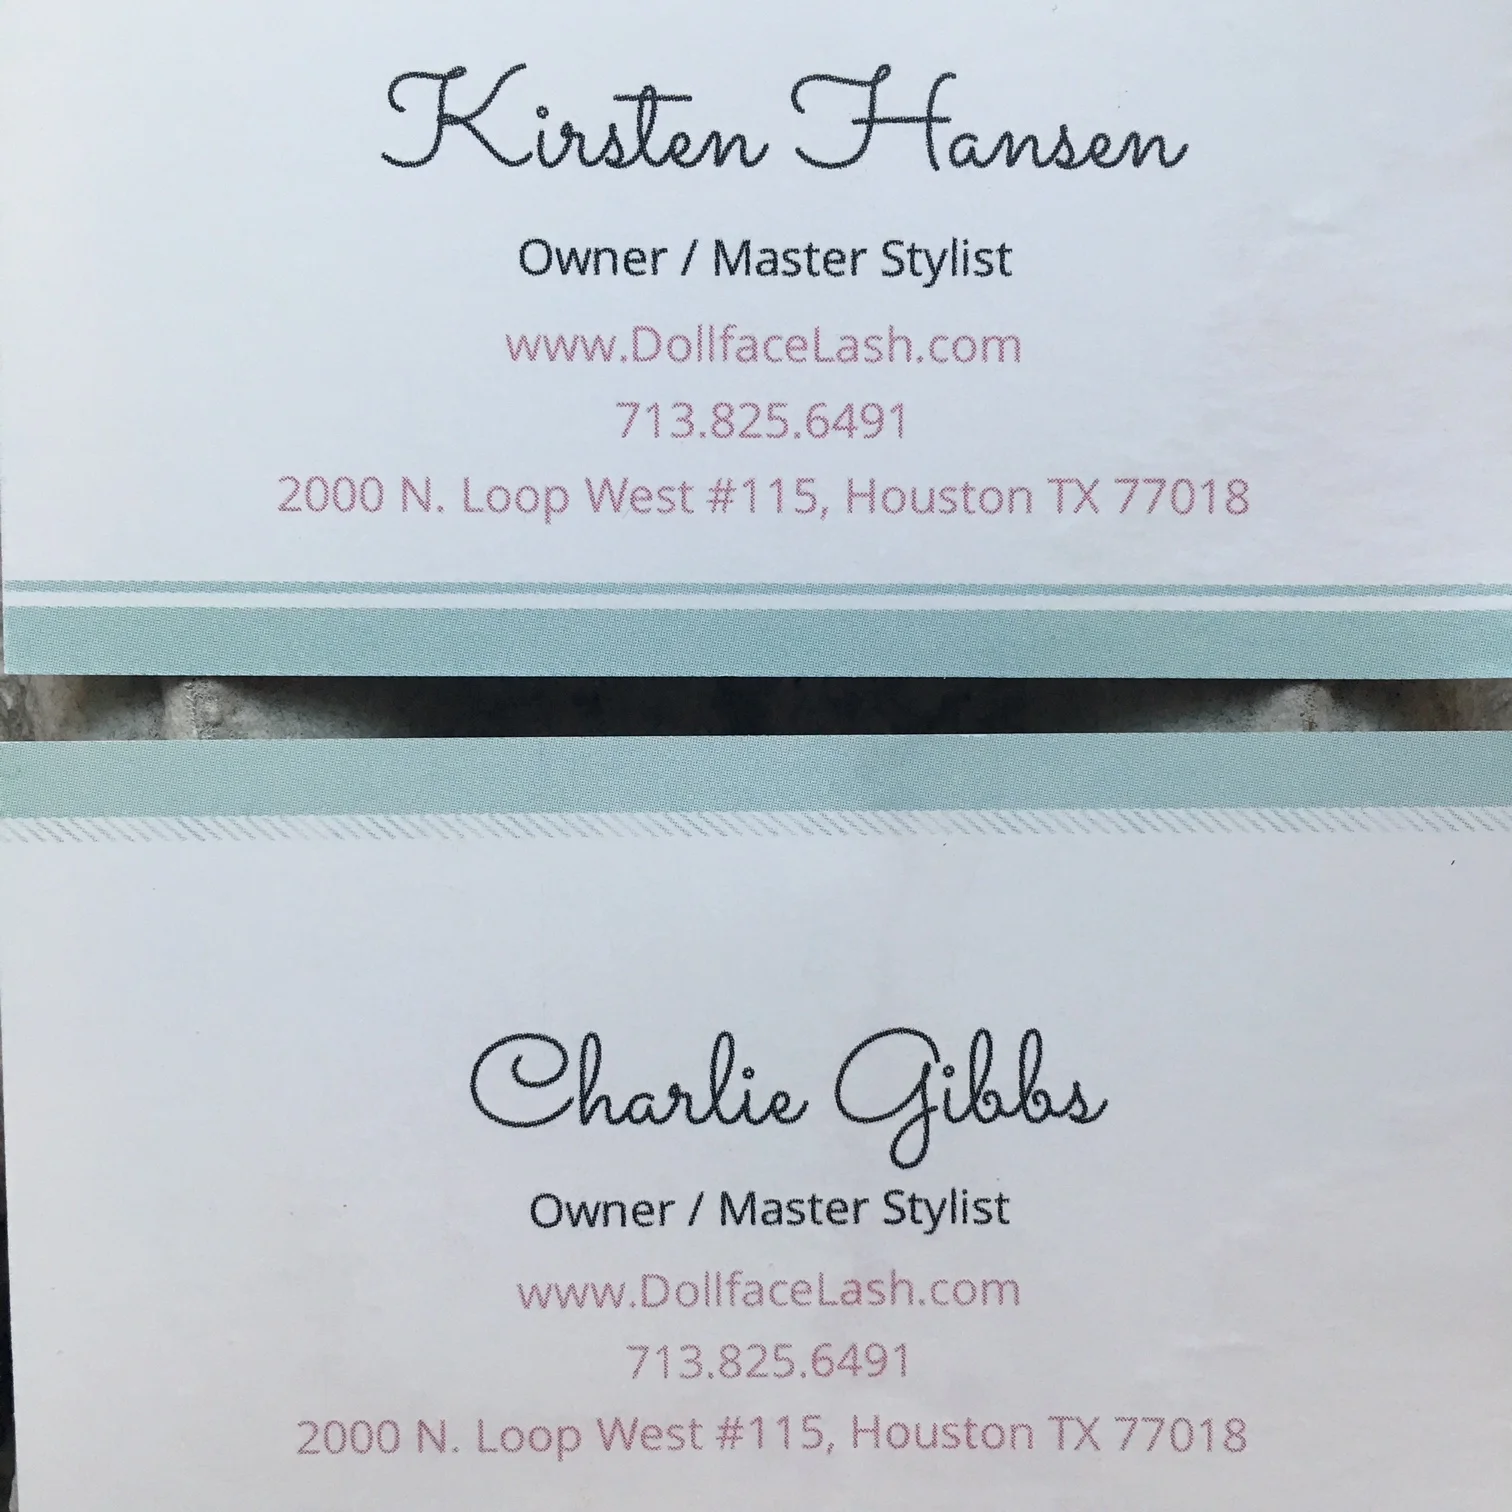 Kirsten Hansen
Owner / Master Stylist
www.DollfaceLash.com
713.825.6491
2000 N. Loop West #115, Houston TX 77018
Charlie Gibbs
Owner / Master Stylist
www.DollfaceLash.com
713.825.6491
2000 N. Loop West #115, Houston TX 77018